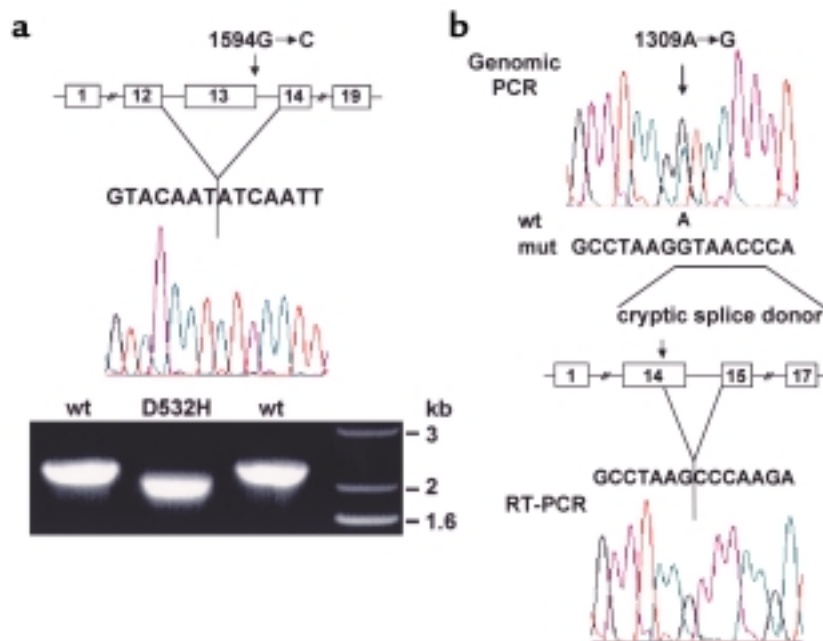 a
1594G→C
1 12 13 14 19
GTACAATATCAATT
wt D532H wt kb
3
2
1.6
b
1309A→G
Genomic
PCR
wt A
mut GCCTAAGGTAACCCA
cryptic splice donor
1 14 15 17
GCCTAAGCCCAAGA
RT-PCR